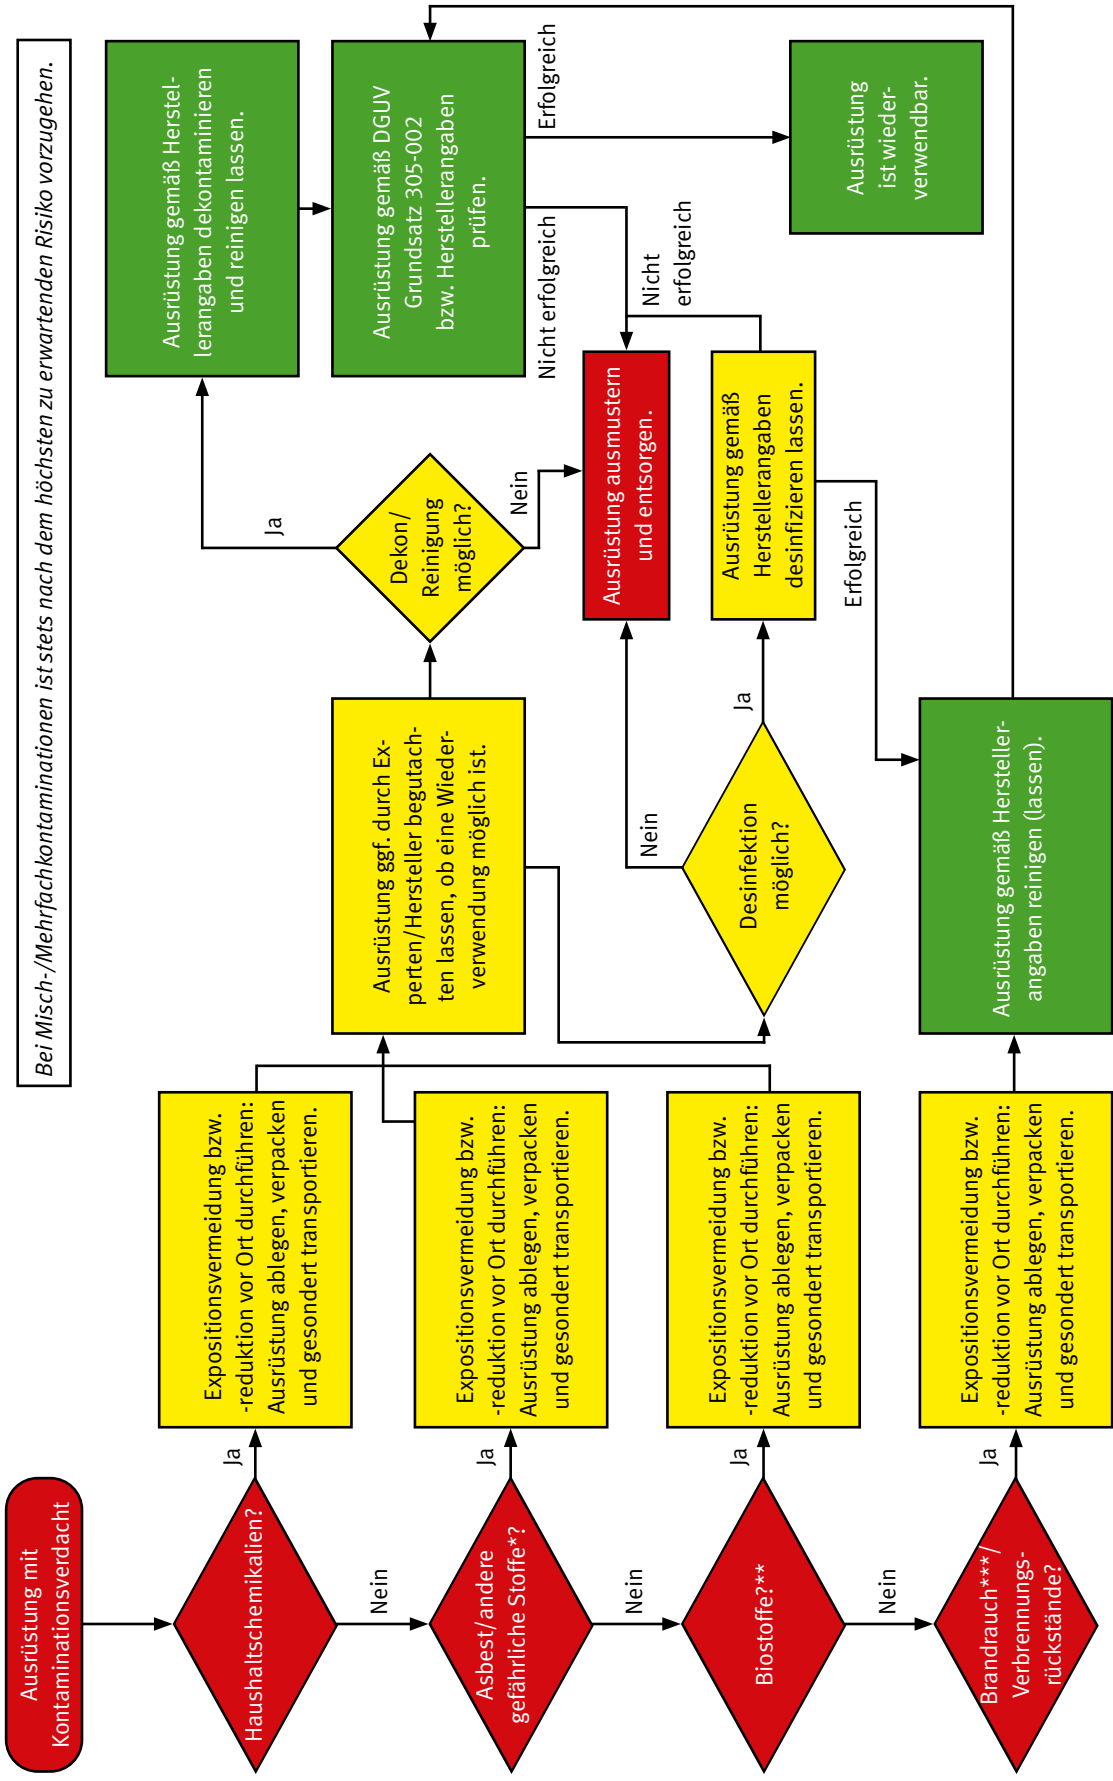 Bei Misch-/Mehrfachkontaminationen ist stets nach dem höchsten zu erwartenden Risiko vorzugehen.
Ausrüstung mit
Kontaminationsverdacht
Haushaltschemikalien?
Ja
Nein
Expositionsvermeidung bzw.
-reduktion vor Ort durchführen:
Ausrüstung ablegen, verpacken
und gesondert transportieren.
Asbest/andere
gefährliche Stoffe*?
Ja
Nein
Expositionsvermeidung bzw.
-reduktion vor Ort durchführen:
Ausrüstung ablegen, verpacken
und gesondert transportieren.
Biostoffe?**
Ja
Nein
Expositionsvermeidung bzw.
-reduktion vor Ort durchführen:
Ausrüstung ablegen, verpacken
und gesondert transportieren.
Brandrauch***/
Verbrennungs-
rückstände?
Ja
Expositionsvermeidung bzw.
-reduktion vor Ort durchführen:
Ausrüstung ablegen, verpacken
und gesondert transportieren.
Ausrüstung ggf. durch Ex-
perten/Hersteller begutach-
ten lassen, ob eine Wieder-
verwendung möglich ist.
Dekon/
Reinigung
möglich?
Ja
Nein
Desinfektion
möglich?
Nein
Ja
Ausrüstung gemäß Herstel-
lerangaben dekontaminieren
und reinigen lassen.
Ausrüstung gemäß DGUV
Grundsatz 305-002
bzw. Herstellerangaben
prüfen.
Nicht erfolgreich
Erfolgreich
Ausrüstung ausmustern
und entsorgen.
Nicht
erfolgreich
Ausrüstung gemäß
Herstellerangaben
desinfizieren lassen.
Erfolgreich
Ausrüstung
ist wieder-
verwendbar.
Ausrüstung gemäß Hersteller-
angaben reinigen (lassen).